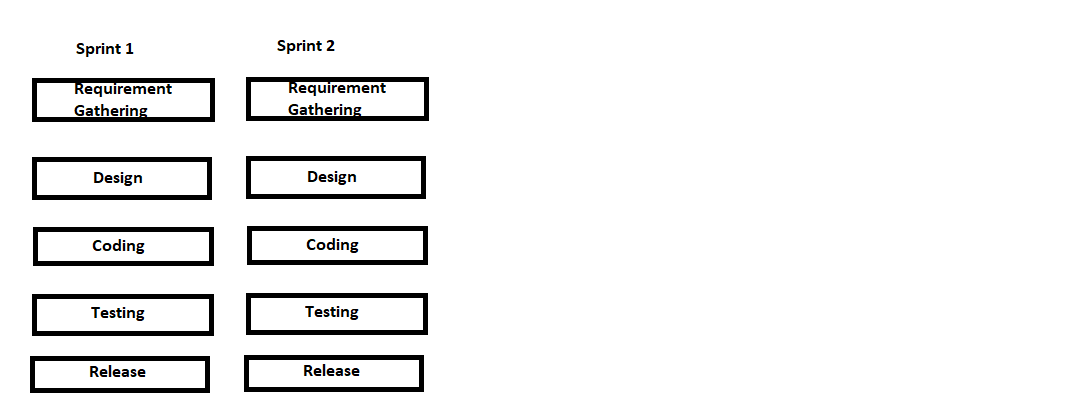 Sprint 1
Requirement
Gathering
Design
Coding
Testing
Release
Sprint 2
Requirement
Gathering
Design
Coding
Testing
Release